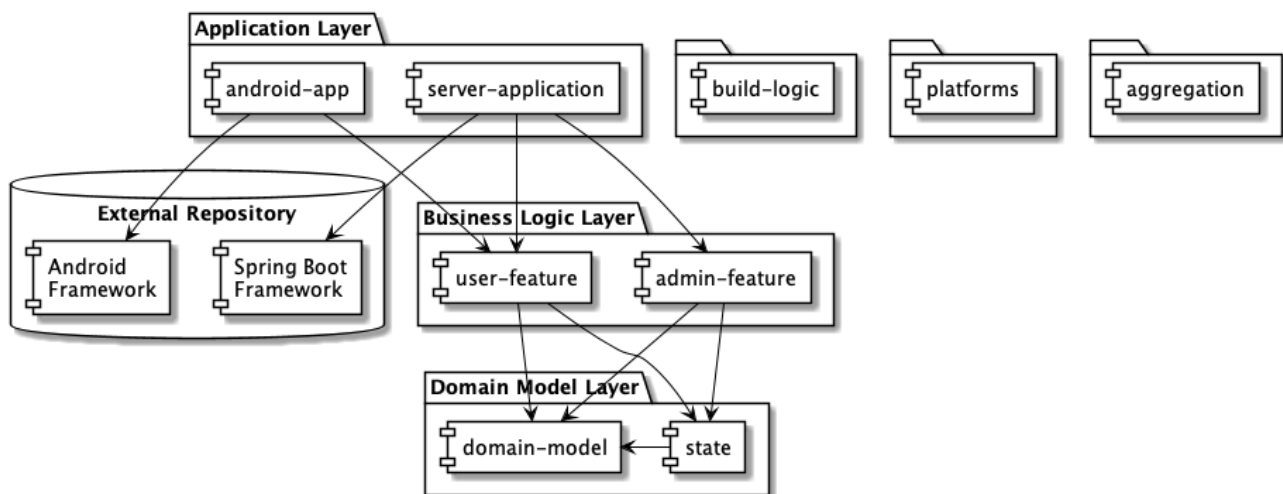 Application Layer
android-app
server-application
build-logic
platforms
aggregation
External Repository
Android
Framework
Spring Boot
Framework
Business Logic Layer
user-feature
admin-feature
Domain Model Layer
domain-model
state